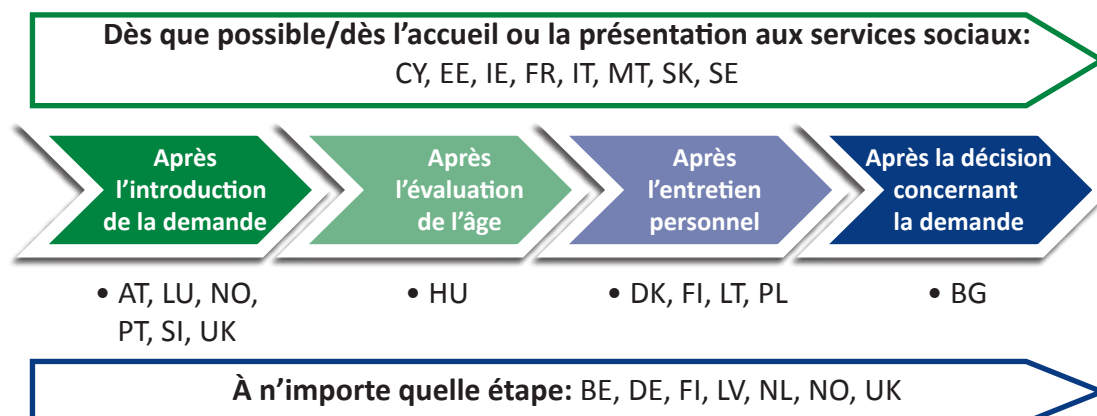 Dès que possible/dès l’accueil ou la présentation aux services sociaux:
CY, EE, IE, FR, IT, MT, SK, SE
Après
l’introduction
de la demande
Après
l’évaluation
de l’âge
Après
l’entretien
personnel
Après la décision
concernant
la demande
• AT, LU, NO,
PT, SI, UK
• HU
• DK, FI, LT, PL
• BG
À n’importe quelle étape: BE, DE, FI, LV, NL, NO, UK